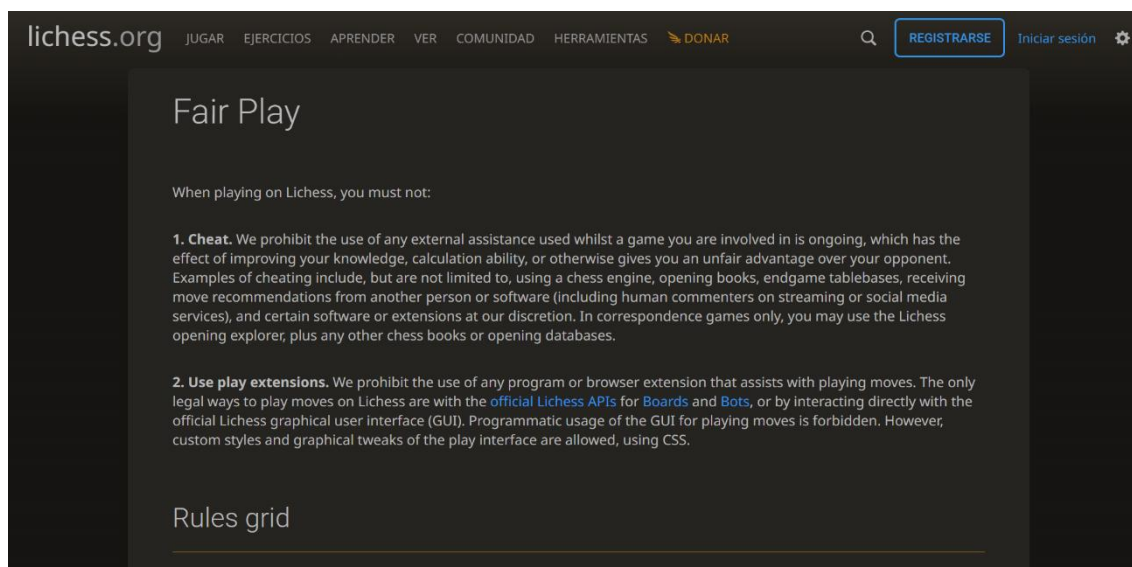 lichess.org JUGAR EJERCICIOS APRENDER VER COMUNIDAD HERRAMIENTAS DONAR REGISTRARSE Iniciar sesión
Fair Play
When playing on Lichess, you must not:
1. Cheat. We prohibit the use of any external assistance used whilst a game you are involved in is ongoing, which has the
effect of improving your knowledge, calculation ability, or otherwise gives you an unfair advantage over your opponent.
Examples of cheating include, but are not limited to, using a chess engine, opening books, endgame tablebases, receiving
move recommendations from another person or software (including human commenters on streaming or social media
services), and certain software or extensions at our discretion. In correspondence games only, you may use the Lichess
opening explorer, plus any other chess books or opening databases.
2. Use play extensions. We prohibit the use of any program or browser extension that assists with playing moves. The only
legal ways to play moves on Lichess are with the official Lichess APIs for Boards and Bots, or by interacting directly with the
official Lichess graphical user interface (GUI). Programmatic usage of the GUI for playing moves is forbidden. However,
custom styles and graphical tweaks of the play interface are allowed, using CSS.
Rules grid